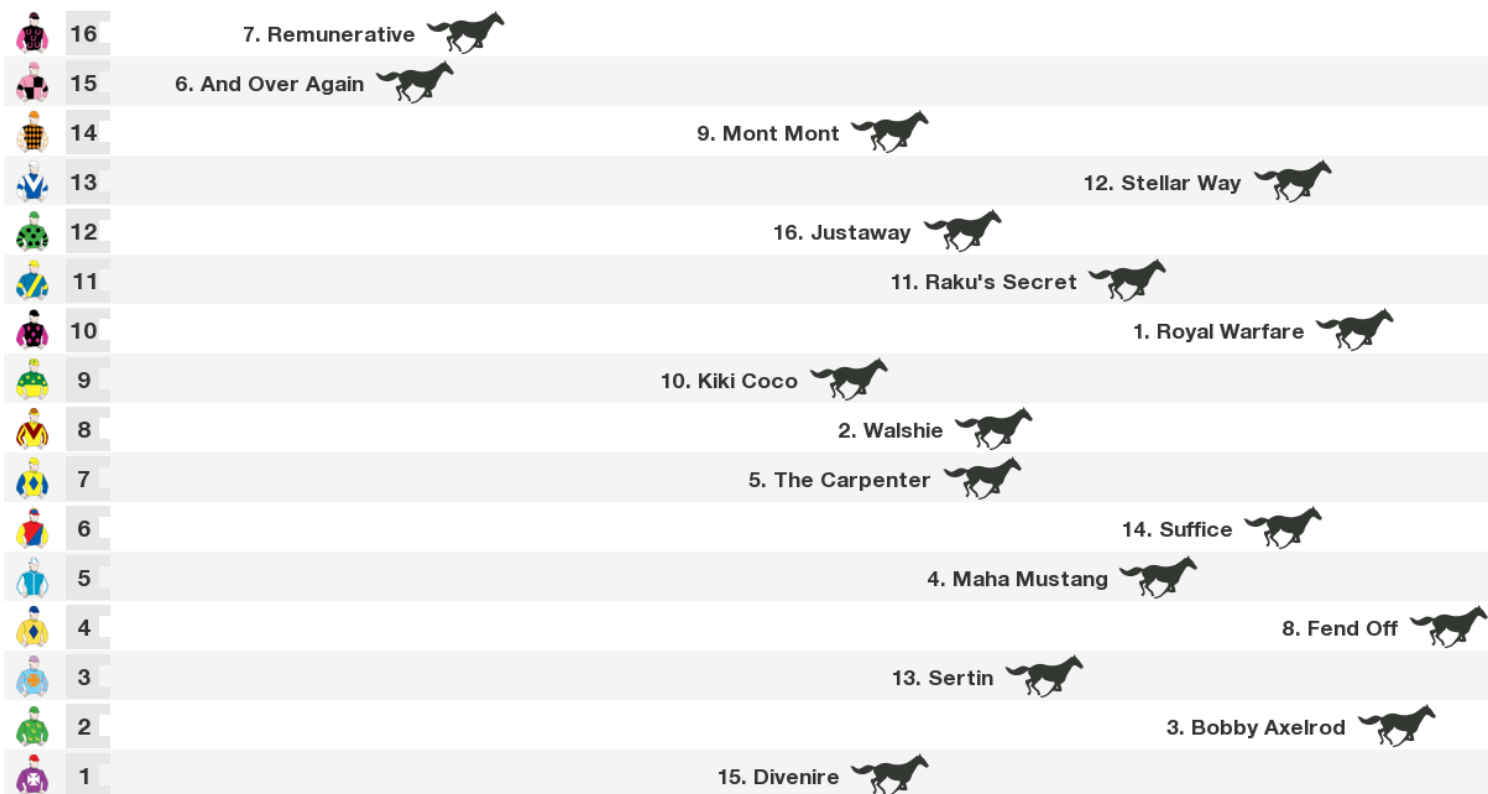 16 7. Remunerative
15 6. And Over Again
14 9. Mont Mont
13 12. Stellar Way
12 16. Justaway
11 11. Raku's Secret
10 1. Royal Warfare
9 10. Kiki Coco
8 2. Walshie
7 5. The Carpenter
6 14. Suffice
5 4. Maha Mustang
4 8. Fend Off
3 13. Sertin
2 3. Bobby Axelrod
1 15. Divenire